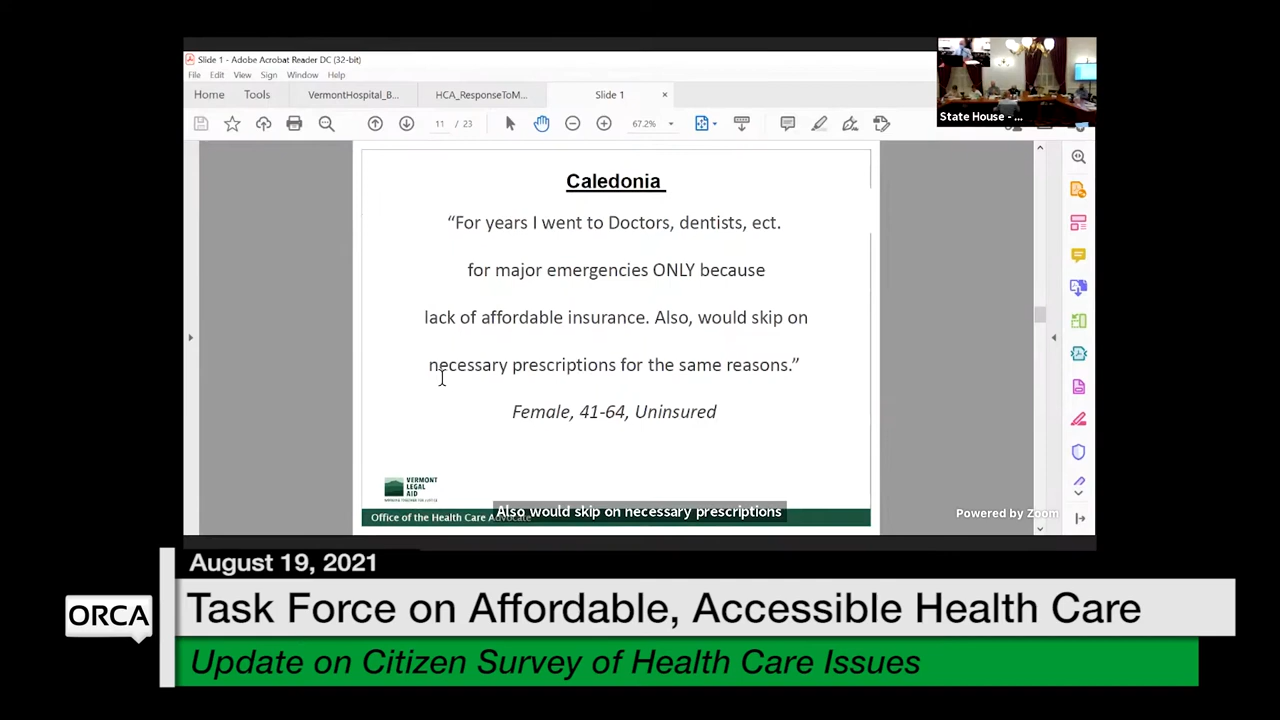 Slide 1 - Adobe Acrobat Reader DC (32-bit)
File Edit View Sign Window Help
Home Tools VermontHospital_B... HCA_ResponseToM... Slide 1 ×
11 / 23 67.2%
State House - ...
Caledonia
“For years I went to Doctors, dentists, ect.
for major emergencies ONLY because
lack of affordable insurance. Also, would skip on
necessary prescriptions for the same reasons.”
Female, 41-64, Uninsured
VERMONT
LEGAL
AID
Also would skip on necessary prescriptions
Office of the Health Care Advocate
Powered by Zoom
August 19, 2021
ORCA
Task Force on Affordable, Accessible Health Care
Update on Citizen Survey of Health Care Issues